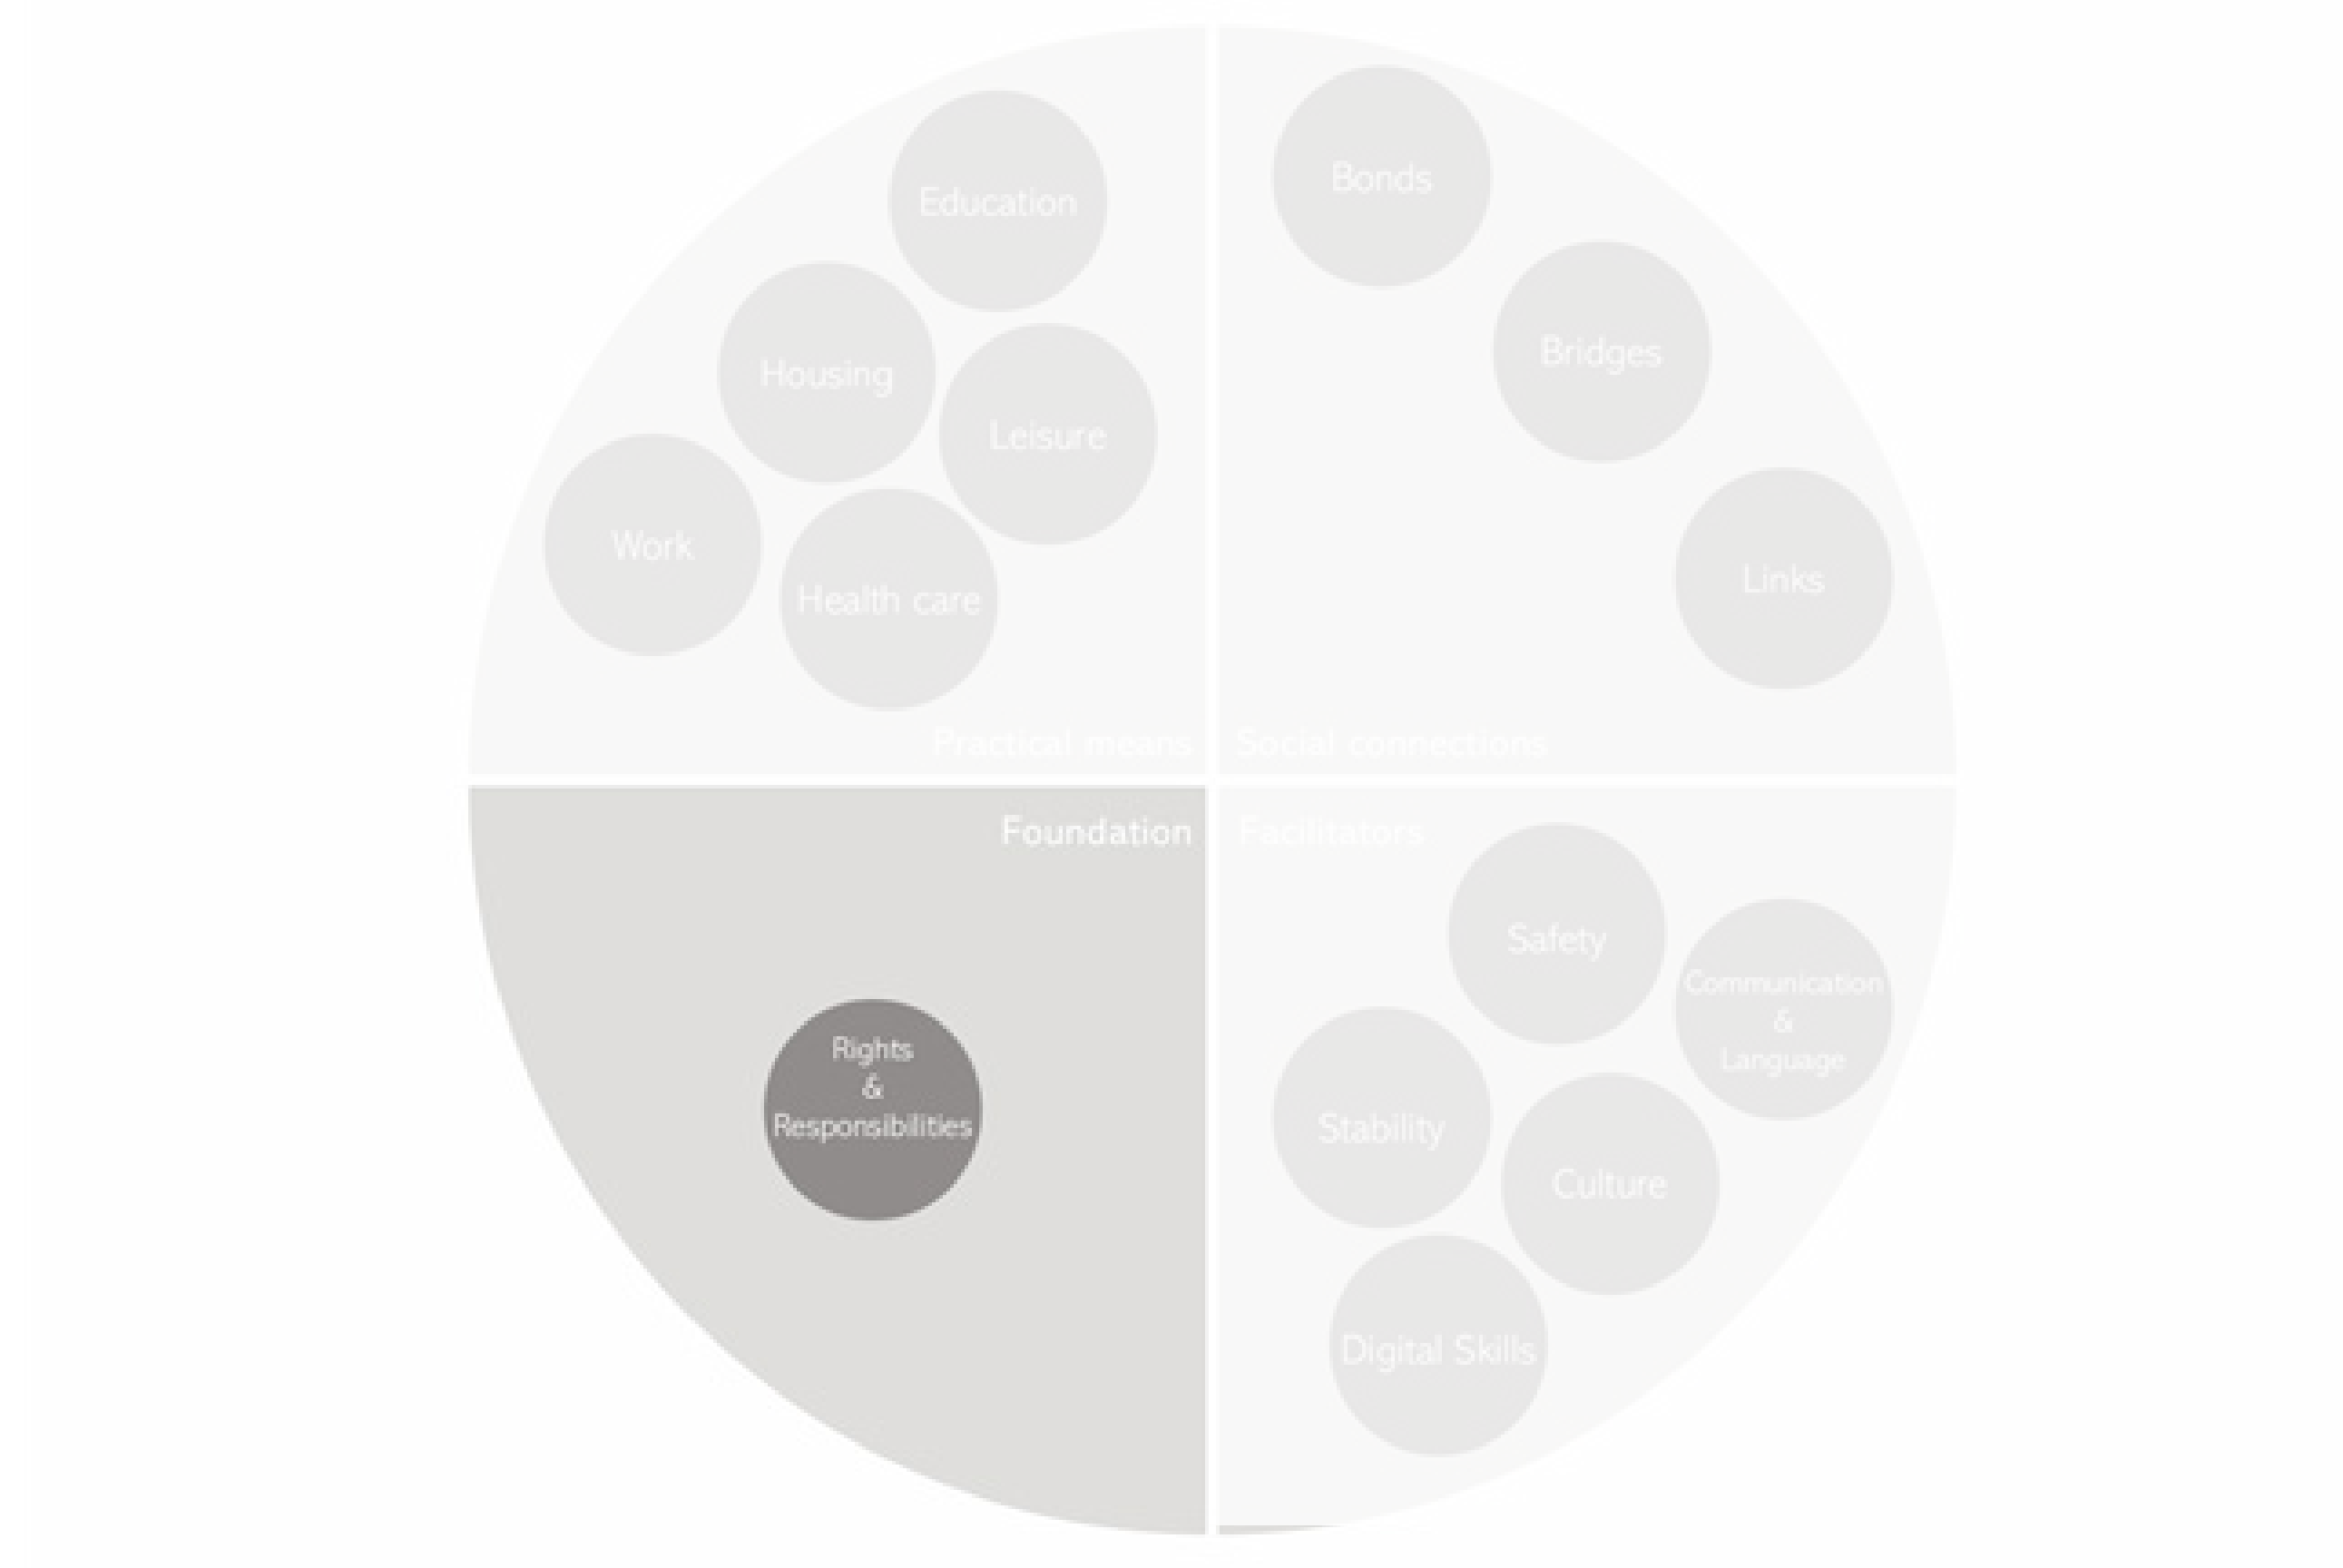 Education
Housing
Leisure
Work
Health care
Practical means
Bonds
Bridges
Links
Social connections
Foundation
Rights
&
Responsibilities
Facilitators
Safety
Communication
&
Language
Stability
Culture
Digital Skills